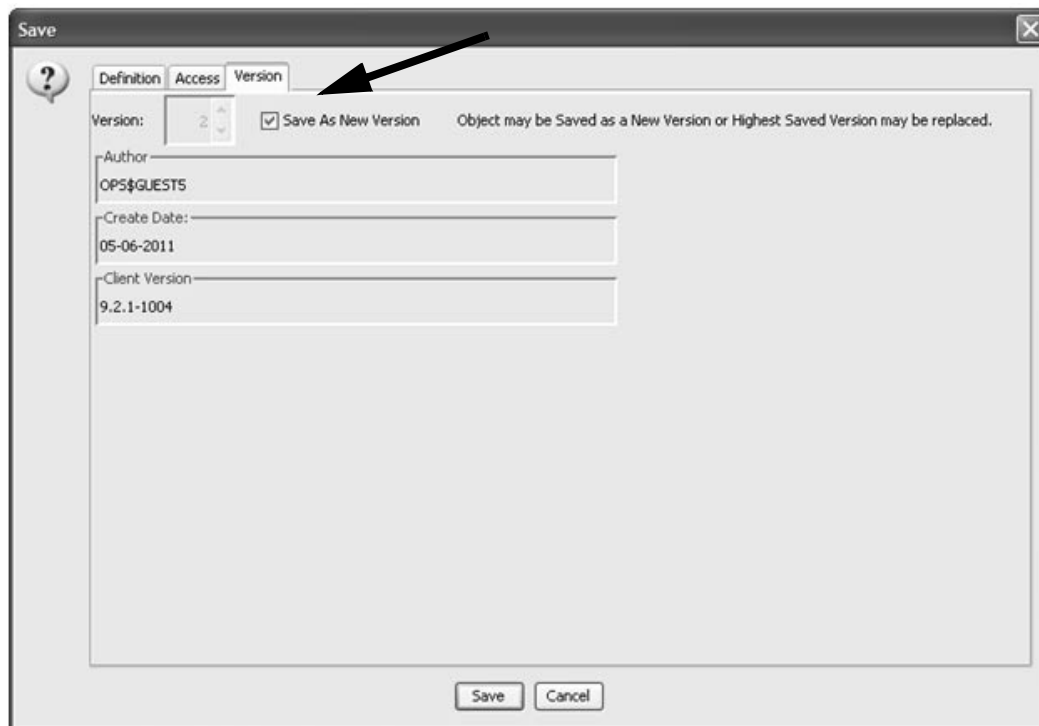 Save
Definition Access Version
Version: 2 Save As New Version Object may be Saved as a New Version or Highest Saved Version may be replaced.
Author
OPS$GUEST5
Create Date:
05-06-2011
Client Version
9.2.1-1004
Save Cancel